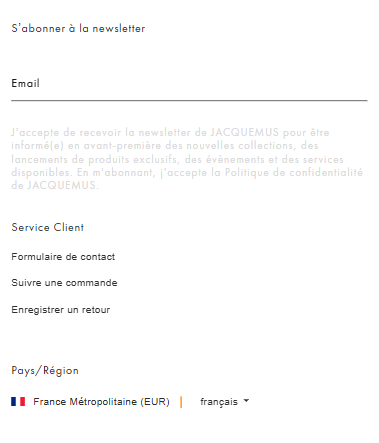 S'abonner à la newsletter
Email
J'accepte de recevoir la newsletter de JACQUEMUS pour être
informé(e) en avant-première des nouvelles collections, des
lancements de produits exclusifs, des évènements et des services
disponibles. En m'abonnant, j'accepte la Politique de confidentialité
de JACQUEMUS.
Service Client
Formulaire de contact
Suivre une commande
Enregistrer un retour
Pays/Région
France Métropolitaine (EUR) | français